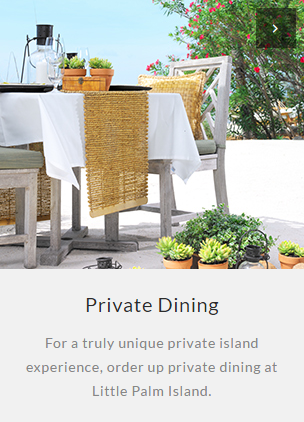 Private Dining
For a truly unique private island
experience, order up private dining at
Little Palm Island.